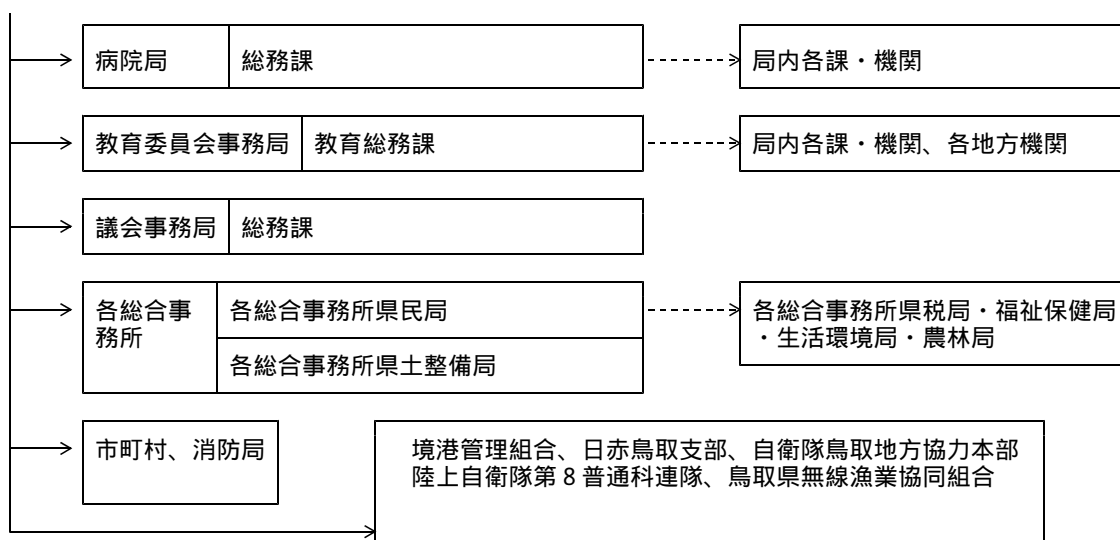 病院局 総務課 局内各課・機関
教育委員会事務局 教育総務課 局内各課・機関、各地方機関
議会事務局 総務課
各総合事
務所
各総合事務所県民局
各総合事務所県土整備局
各総合事務所県税局・福祉保健局
・生活環境局・農林局
市町村、消防局
境港管理組合、日赤鳥取支部、自衛隊鳥取地方協力本部
陸上自衛隊第8普通科連隊、鳥取県無線漁業協同組合